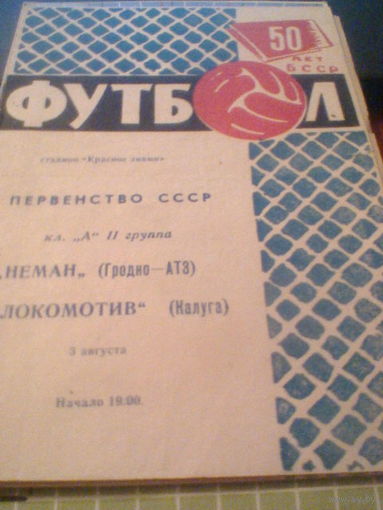 50
ЛЕТ
БССР
ФУТБОЛ
стадион «Красное знамя»
ПЕРВЕНСТВО СССР
кл. „А“ II группа
„НЕМАН„ (Гродно—АТЗ)
ЛОКОМОТИВ“ (Калуга)
3 августа
Начало 19.00.